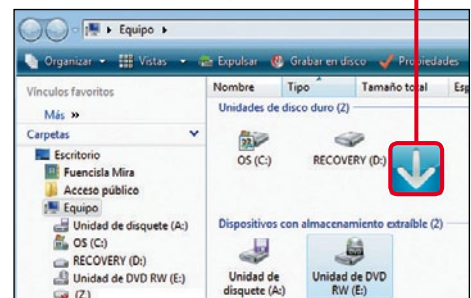 Equipo
Organizar Vistas Expulsar Grabar en disco Propiedades
Vínculos favoritos
Más »
Carpetas
Escritorio
Fuencisla Mira
Acceso público
Equipo
Unidad de disquete (A:)
OS (C:)
RECOVERY (D:)
Unidad de DVD RW (E:)
(Z:)
Nombre Tipo Tamaño total Esp
Unidades de disco duro (2)
OS (C:) RECOVERY (D:)
Dispositivos con almacenamiento extraíble (2)
Unidad de disquete (A:)
Unidad de DVD RW (E:)